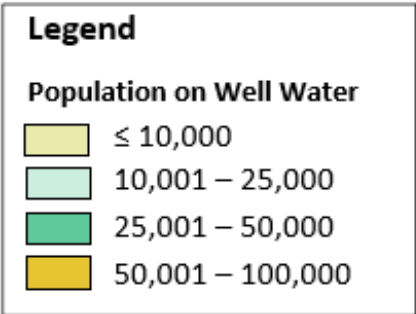 Legend
Population on Well Water
≤ 10,000
10,001 – 25,000
25,001 – 50,000
50,001 – 100,000